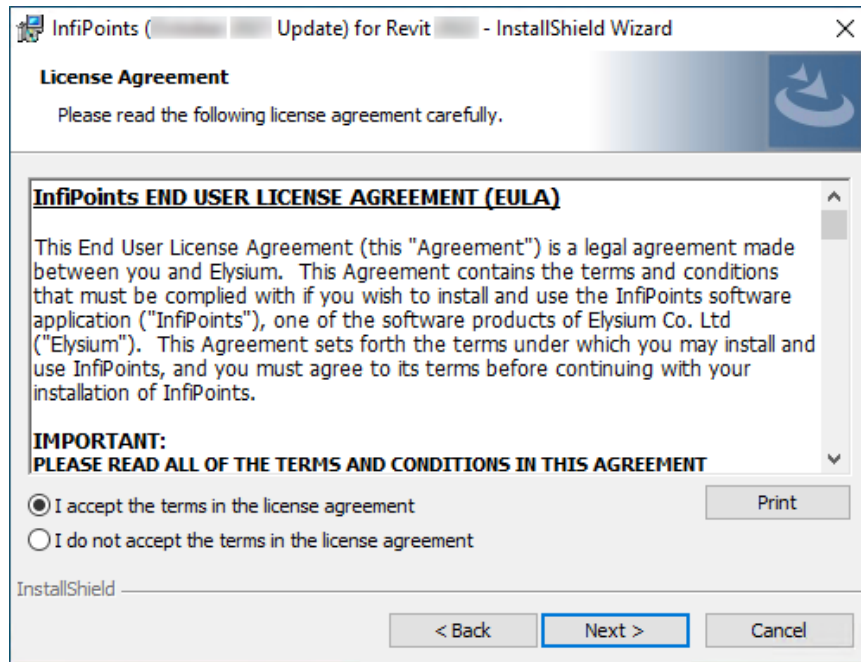 InfiPoints ( Update) for Revit - InstallShield Wizard
License Agreement
Please read the following license agreement carefully.
InfiPoints END USER LICENSE AGREEMENT (EULA)
This End User License Agreement (this "Agreement") is a legal agreement made
between you and Elysium.  This Agreement contains the terms and conditions
that must be complied with if you wish to install and use the InfiPoints software
application ("InfiPoints"), one of the software products of Elysium Co. Ltd
("Elysium").  This Agreement sets forth the terms under which you may install and
use InfiPoints, and you must agree to its terms before continuing with your
installation of InfiPoints.
IMPORTANT:
PLEASE READ ALL OF THE TERMS AND CONDITIONS IN THIS AGREEMENT
I accept the terms in the license agreement
Print
I do not accept the terms in the license agreement
InstallShield
< Back
Next >
Cancel